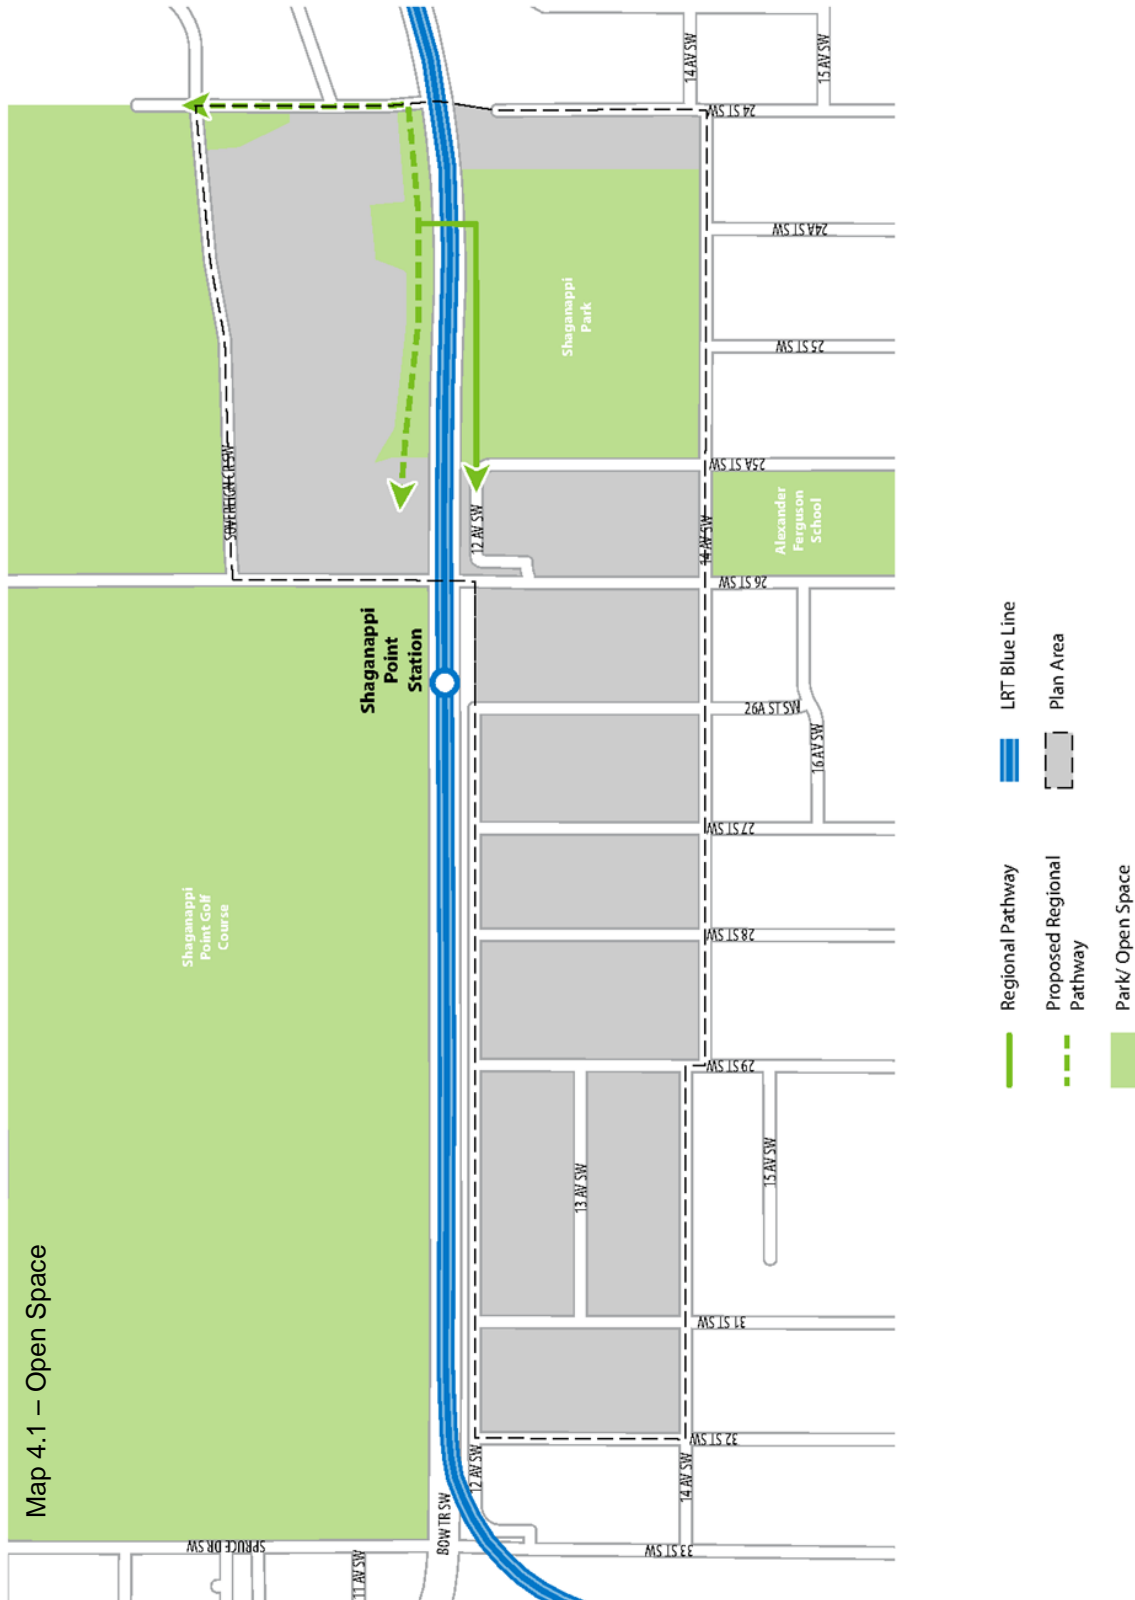 Map 4.1 – Open Space
SPRUCE DR SW
11 AV SW
BOW TR SW
33 ST SW
12 AV SW
14 AV SW
32 ST SW
31 ST SW
13 AV SW
15 AV SW
29 ST SW
28 ST SW
27 ST SW
16 AV SW
26A ST SW
26 ST SW
Shaganappi
Point Golf
Course
Shaganappi
Point
Station
SOVEREIGN CR SW
12 AV SW
14 AV SW
Alexander
Ferguson
School
25A ST SW
25 ST SW
24A ST SW
24 ST SW
Shaganappi
Park
14 AV SW
15 AV SW
Regional Pathway
Proposed Regional
Pathway
Park/ Open Space
LRT Blue Line
Plan Area